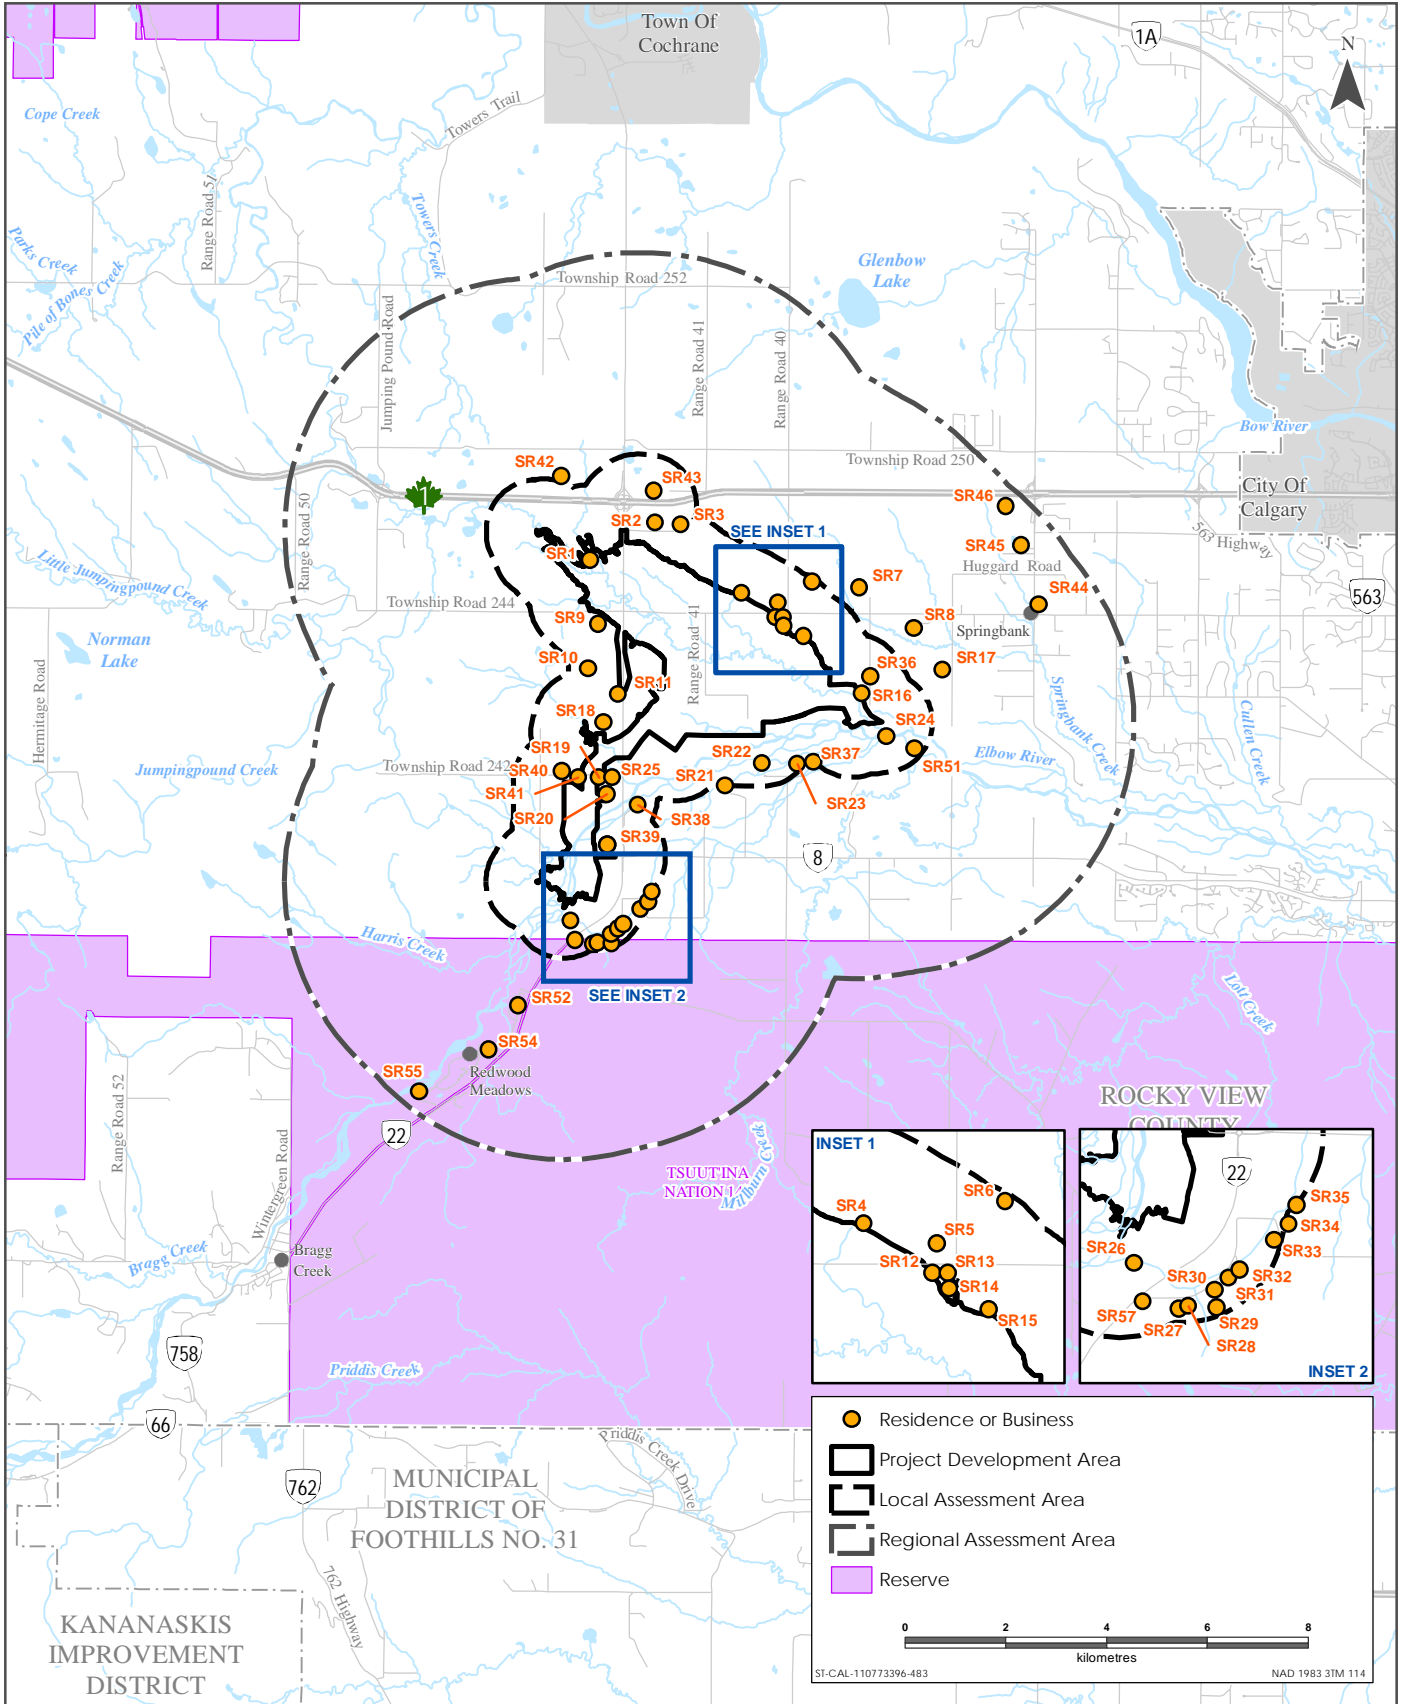 Town Of
Cochrane
1A
N
Cope Creek
Towers Trail
Range Road 51
Towers Creek
Parks Creek
Pile of Bones Creek
Glenbow
Lake
Township Road 252
Jumping Pound Road
Range Road 41
Range Road 40
Bow River
Township Road 250
City Of
Calgary
563 Highway
563
SR42
SR43
1
SR46
SR2
SR3
SEE INSET 1
Range Road 50
SR1
SR45
Huggard Road
Little Jumpingpound Creek
SR7
SR44
Township Road 244
SR9
SR8
Springbank
Norman
Lake
Range Road 41
SR10
SR36
SR17
SR11
SR16
Hermitage Road
SR18
SR24
Springbank Creek
Cullen Creek
SR19
SR22
SR37
Elbow River
SR51
Jumpingpound Creek
Township Road 242
SR40
SR25
SR21
SR41
SR23
SR20
SR38
SR39
8
Harris Creek
Lott Creek
SEE INSET 2
SR52
SR54
Redwood
Meadows
SR55
Range Road 52
22
ROCKY VIEW
COUNTY
Wintergreen Road
TSUUT'INA
NATION 14
Milburn Creek
Bragg Creek
Bragg
Creek
758
Priddis Creek
66
Priddis Creek Drive
762
MUNICIPAL
DISTRICT OF
FOOTHILLS NO. 31
762 Highway
KANANASKIS
IMPROVEMENT
DISTRICT
INSET 1
SR6
SR4
SR5
SR12
SR13
SR14
SR15
22
SR35
SR34
SR33
SR26
SR30
SR32
SR31
SR57
SR29
SR27
SR28
INSET 2
Residence or Business
Project Development Area
Local Assessment Area
Regional Assessment Area
Reserve
0 2 4 6 8
kilometres
ST-CAL-110773396-483
NAD 1983 3TM 114